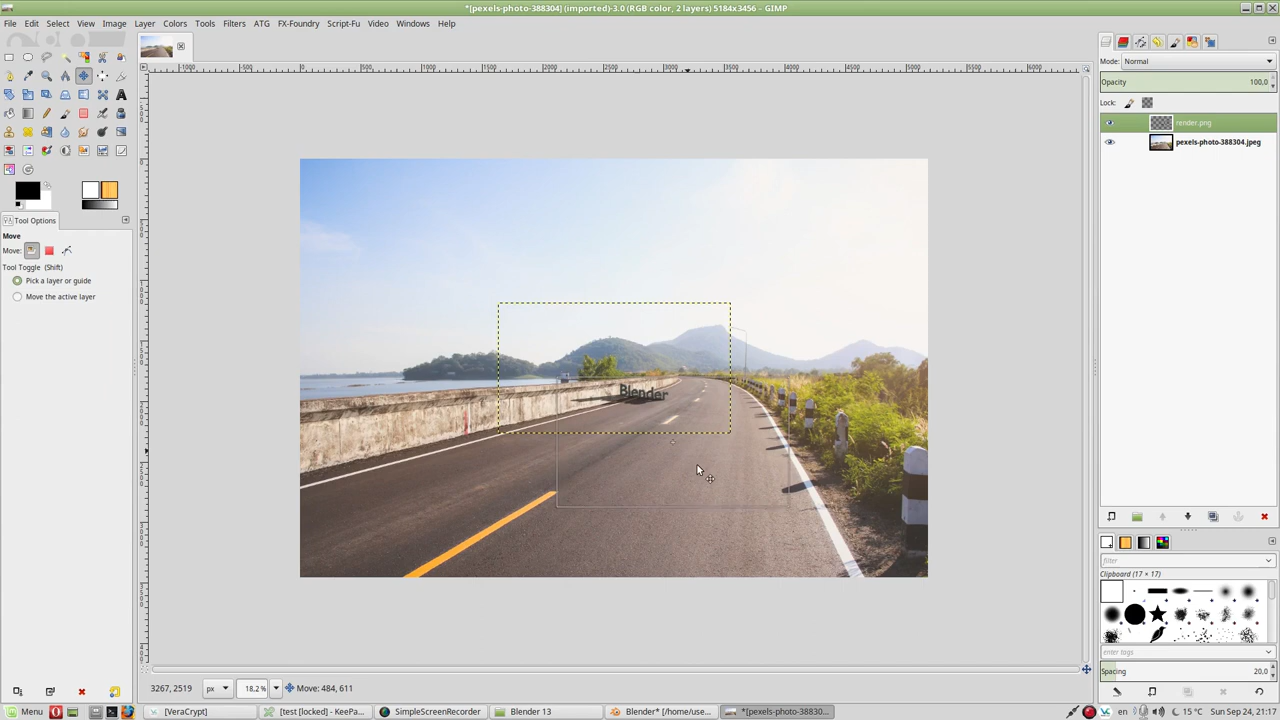 *[pexels-photo-388304] (imported)-3.0 (RGB color, 2 layers) 5184x3456 – GIMP
File Edit Select View Image Layer Colors Tools Filters ATG FX-Foundry Script-Fu Video Windows Help
Mode: Normal
Opacity 100,0
Lock:
render.png
pexels-photo-388304.jpeg
Tool Options
Move
Move:
Tool Toggle (Shift)
Pick a layer or guide
Move the active layer
Blender
filter
Clipboard (17 × 17)
enter tags
Spacing 20,0
3267, 2519 px 18,2% Move: 484, 611
Menu [VeraCrypt] [test [locked] - KeePa... SimpleScreenRecorder Blender 13 Blender* [/home/use... *[pexels-photo-38830... en 15 °C Sun Sep 24, 21:17